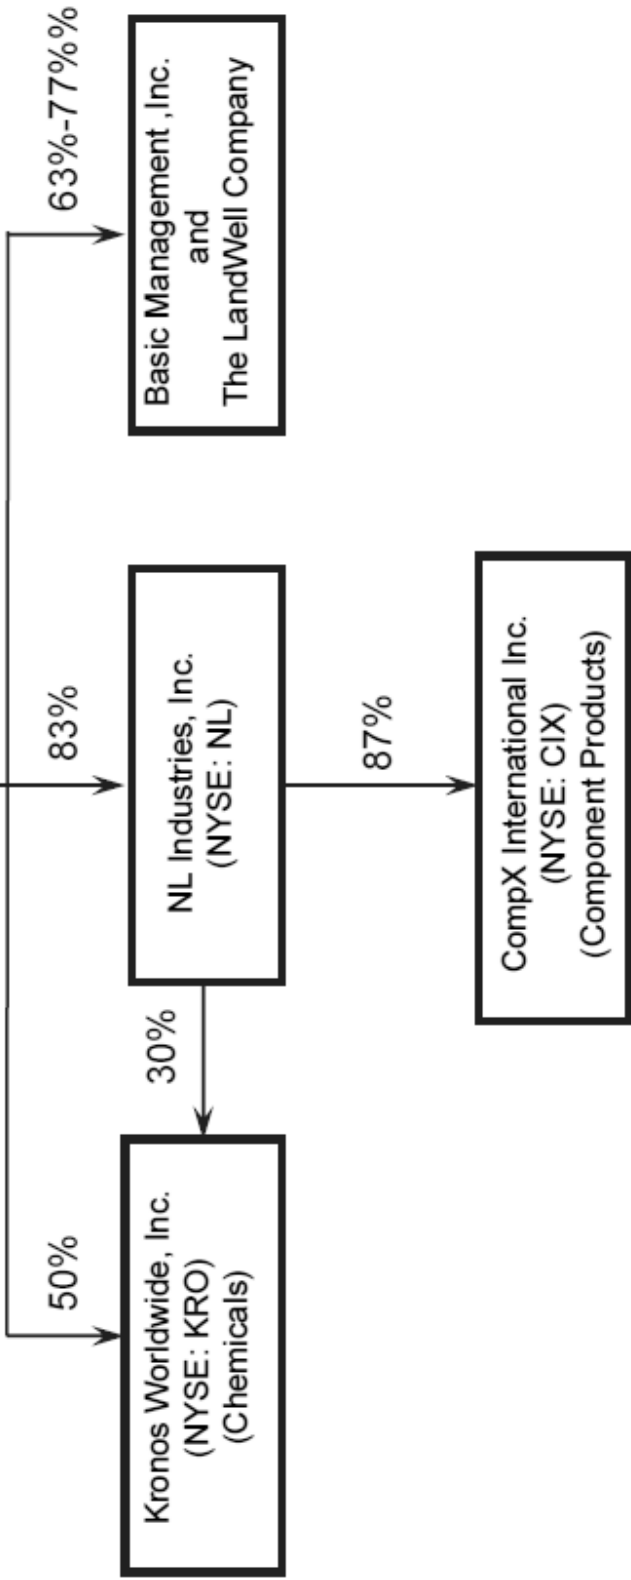 50%
83%
63%-77%%
Kronos Worldwide, Inc.
(NYSE: KRO)
(Chemicals)
30%
NL Industries, Inc.
(NYSE: NL)
Basic Management ,Inc.
and
The LandWell Company
87%
CompX International Inc.
(NYSE: CIX)
(Component Products)